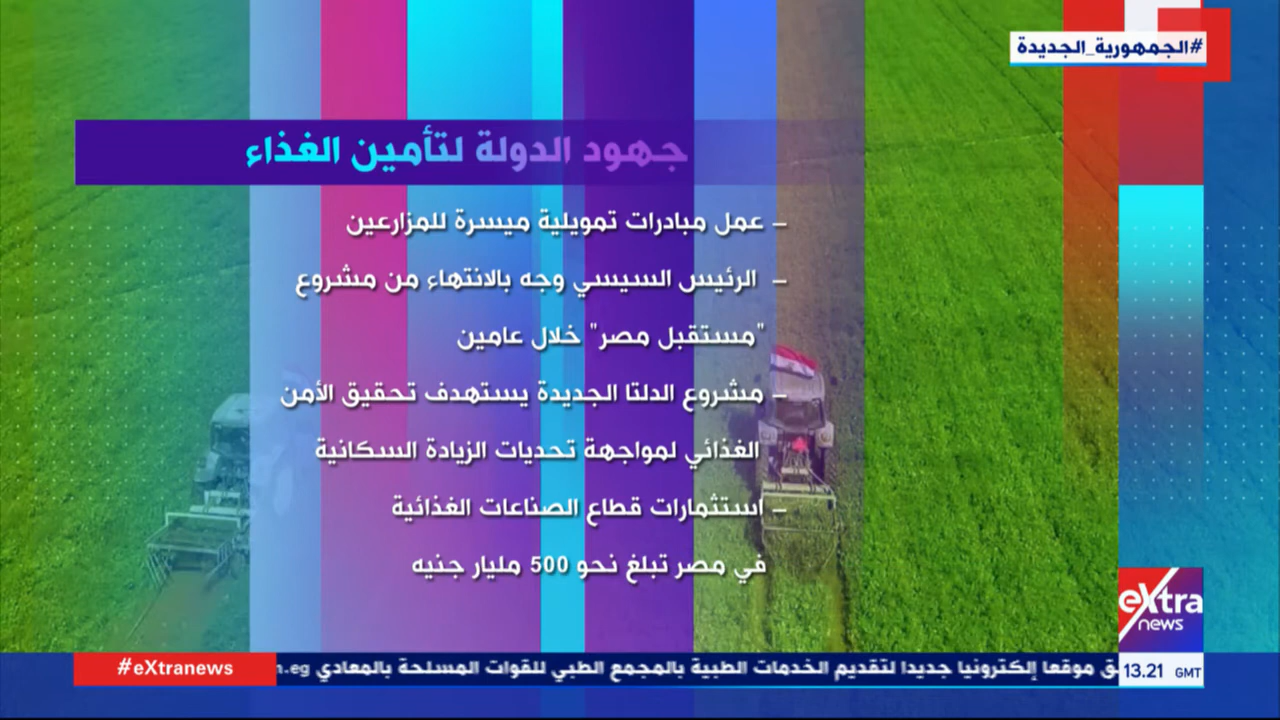 #الجمهورية_الجديدة
جهود الدولة لتأمين الغذاء
– عمل مبادرات تمويلية ميسرة للمزارعين
– الرئيس السيسي وجه بالانتهاء من مشروع
"مستقبل مصر" خلال عامين
– مشروع الدلتا الجديدة يستهدف تحقيق الأمن
الغذائي لمواجهة تحديات الزيادة السكانية
– استثمارات قطاع الصناعات الغذائية
في مصر تبلغ نحو 500 مليار جنيه
eXtra
news
موقعا إلكترونيا جديدا لتقديم الخدمات الطبية بالمجمع الطبي للقوات المسلحة بالمعادي
#eXtranews
13.21 GMT